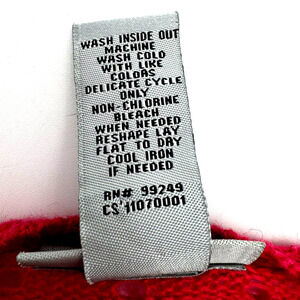 WASH INSIDE OUT
MACHINE
WASH COLD
WITH LIKE
COLORS
DELICATE CYCLE
ONLY
NON-CHLORINE
BLEACH
WHEN NEEDED
RESHAPE LAY
FLAT TO DRY
COOL IRON
IF NEEDED
RN# 99249
CS 11070001